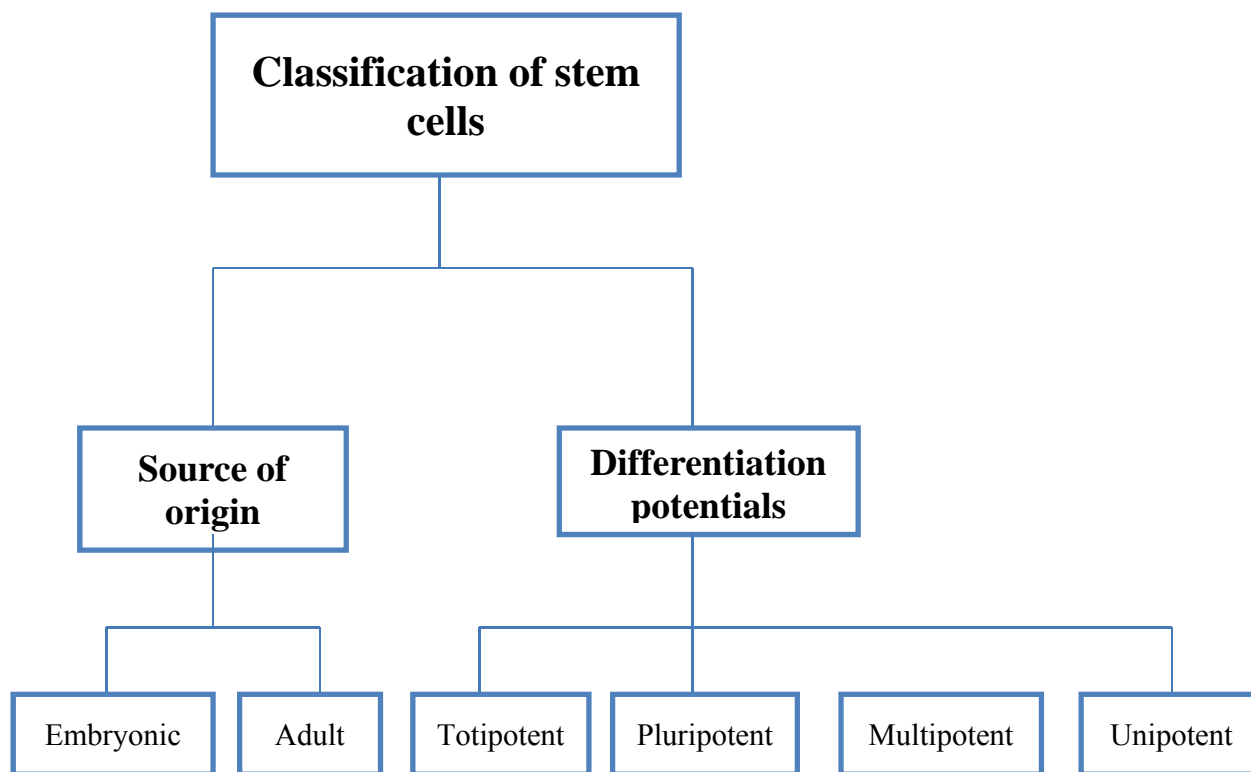 Classification of stem
cells
Source of
origin
Differentiation
potentials
Embryonic
Adult
Totipotent
Pluripotent
Multipotent
Unipotent